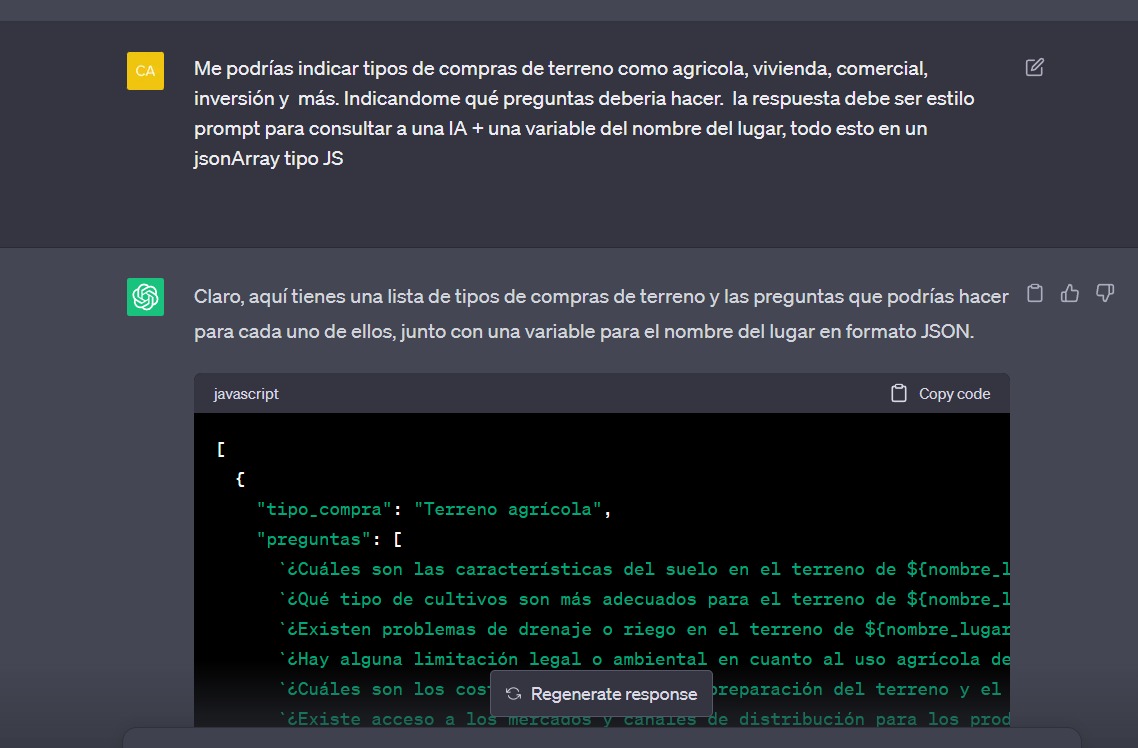 CA
Me podrías indicar tipos de compras de terreno como agricola, vivienda, comercial,
inversión y  más. Indicandome qué preguntas deberia hacer.  la respuesta debe ser estilo
prompt para consultar a una IA + una variable del nombre del lugar, todo esto en un
jsonArray tipo JS
Claro, aquí tienes una lista de tipos de compras de terreno y las preguntas que podrías hacer
para cada uno de ellos, junto con una variable para el nombre del lugar en formato JSON.
javascript
Copy code
[
{
"tipo_compra": "Terreno agrícola",
"preguntas": [
`¿Cuáles son las características del suelo en el terreno de ${nombre_l
`¿Qué tipo de cultivos son más adecuados para el terreno de ${nombre_l
`¿Existen problemas de drenaje o riego en el terreno de ${nombre_lugar
`¿Hay alguna limitación legal o ambiental en cuanto al uso agrícola de
`¿Cuáles son los cos preparación del terreno y el
Regenerate response
`¿Existe acceso a los mercados y canales de distribución para los prod